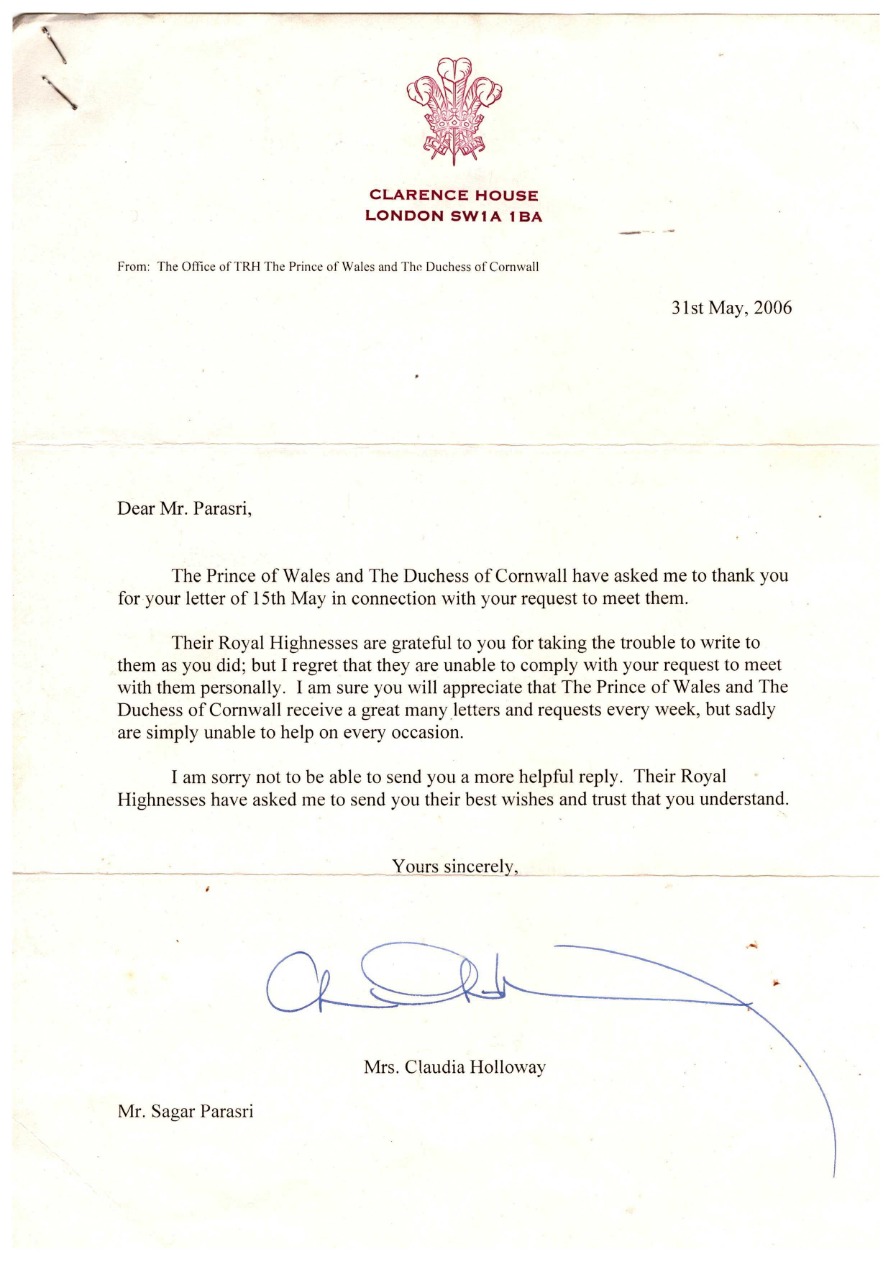 CLARENCE HOUSE
LONDON SW1A 1BA
From: The Office of TRH The Prince of Wales and The Duchess of Cornwall
31st May, 2006
Dear Mr. Parasri,
The Prince of Wales and The Duchess of Cornwall have asked me to thank you
for your letter of 15th May in connection with your request to meet them.
Their Royal Highnesses are grateful to you for taking the trouble to write to
them as you did; but I regret that they are unable to comply with your request to meet
with them personally. I am sure you will appreciate that The Prince of Wales and The
Duchess of Cornwall receive a great many letters and requests every week, but sadly
are simply unable to help on every occasion.
I am sorry not to be able to send you a more helpful reply. Their Royal
Highnesses have asked me to send you their best wishes and trust that you understand.
Yours sincerely,
Mrs. Claudia Holloway
Mr. Sagar Parasri